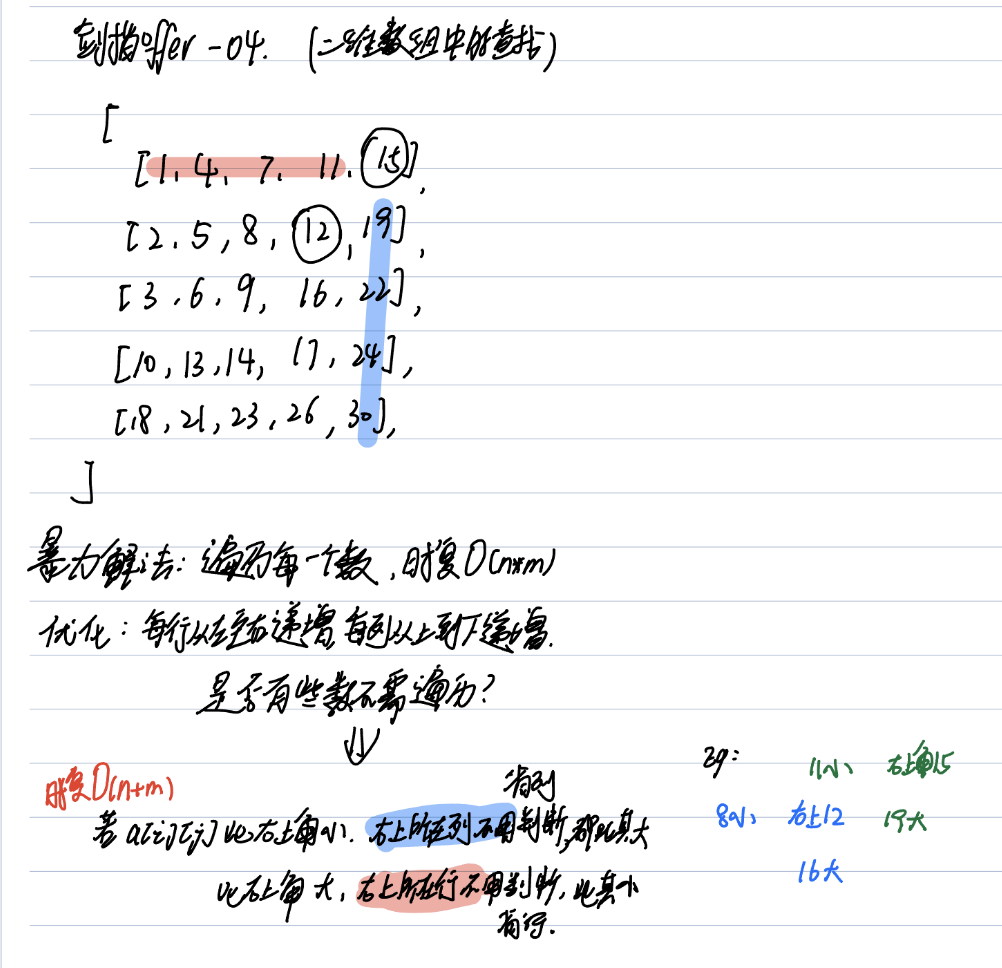 剑指offer-04. (二维数组中的查找)
[
[1, 4, 7, 11, 15],
[2, 5, 8, 12, 19],
[3, 6, 9, 16, 22],
[10, 13, 14, 17, 24],
[18, 21, 23, 26, 30],
]
暴力解法: 遍历每一个数, 时复O(n*m)
优化: 每行从左至右递增, 每列从上到下递增.
是否有些数不需遍历?
⇓
时复O(n+m)
省列
若a[i][j]比右上角小. 右上所在列不用判断, 都比其大
比右上角大, 右上所在行不用判断, 比其小
省行.
eg:
11小 右上角15
8小 右上12 19大
16大